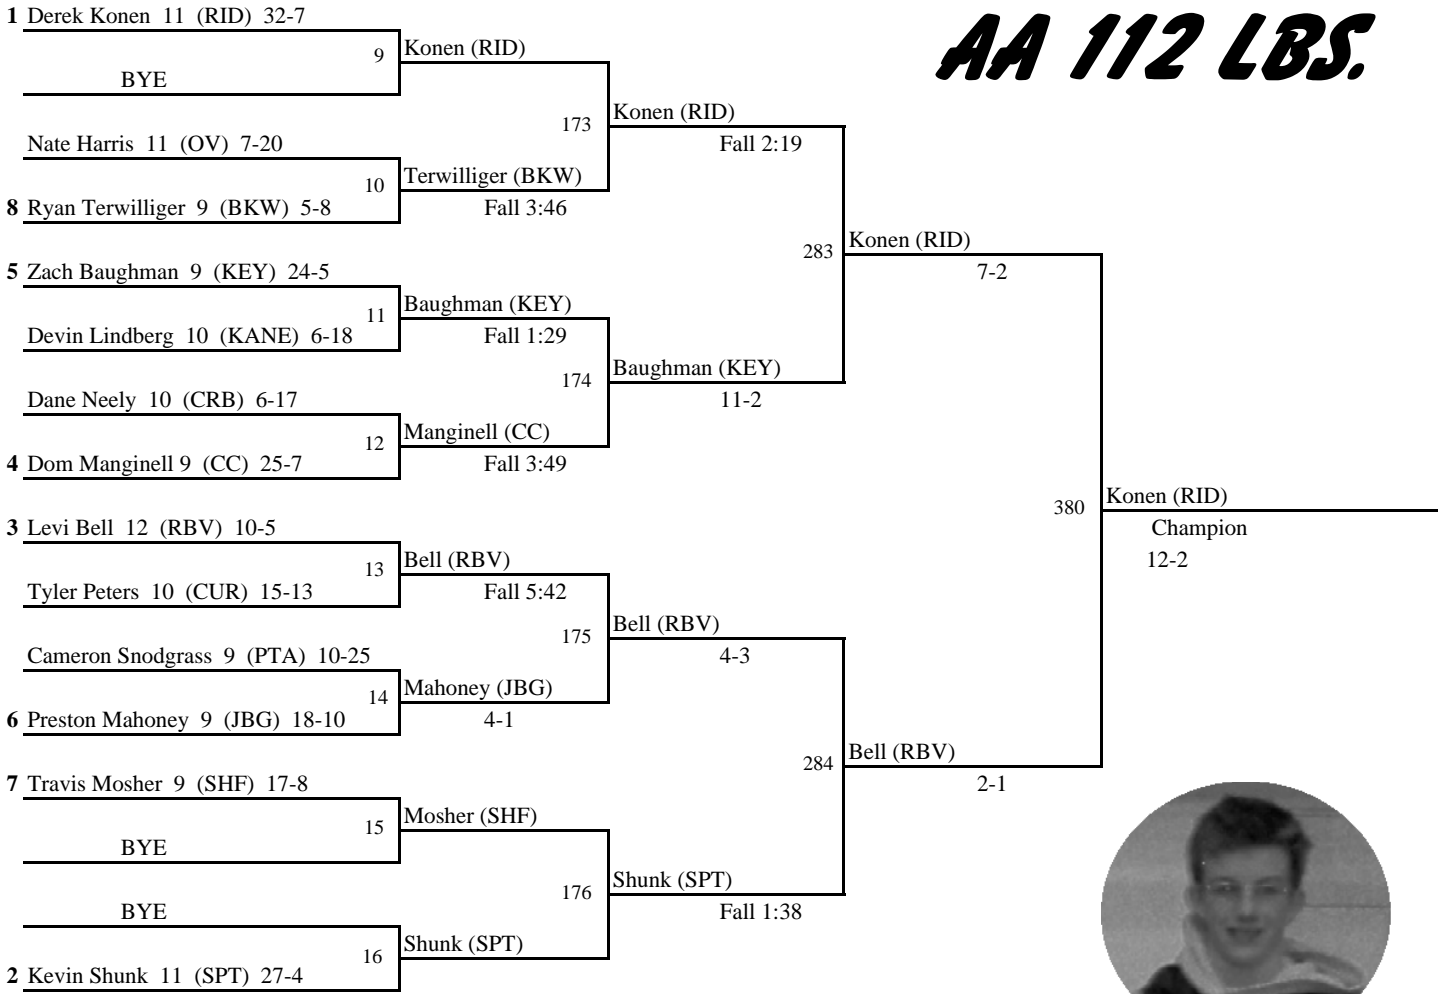 AA 112 LBS.
1 Derek Konen 11 (RID) 32-7
9
Konen (RID)
BYE
173
Konen (RID)
Fall 2:19
Nate Harris 11 (OV) 7-20
10
Terwilliger (BKW)
Fall 3:46
8 Ryan Terwilliger 9 (BKW) 5-8
283
Konen (RID)
7-2
5 Zach Baughman 9 (KEY) 24-5
11
Baughman (KEY)
Fall 1:29
Devin Lindberg 10 (KANE) 6-18
174
Baughman (KEY)
11-2
Dane Neely 10 (CRB) 6-17
12
Manginell (CC)
Fall 3:49
4 Dom Manginell 9 (CC) 25-7
380
Konen (RID)
Champion
12-2
3 Levi Bell 12 (RBV) 10-5
13
Bell (RBV)
Fall 5:42
Tyler Peters 10 (CUR) 15-13
175
Bell (RBV)
4-3
Cameron Snodgrass 9 (PTA) 10-25
14
Mahoney (JBG)
4-1
6 Preston Mahoney 9 (JBG) 18-10
284
Bell (RBV)
2-1
7 Travis Mosher 9 (SHF) 17-8
15
Mosher (SHF)
BYE
176
Shunk (SPT)
Fall 1:38
BYE
16
Shunk (SPT)
2 Kevin Shunk 11 (SPT) 27-4